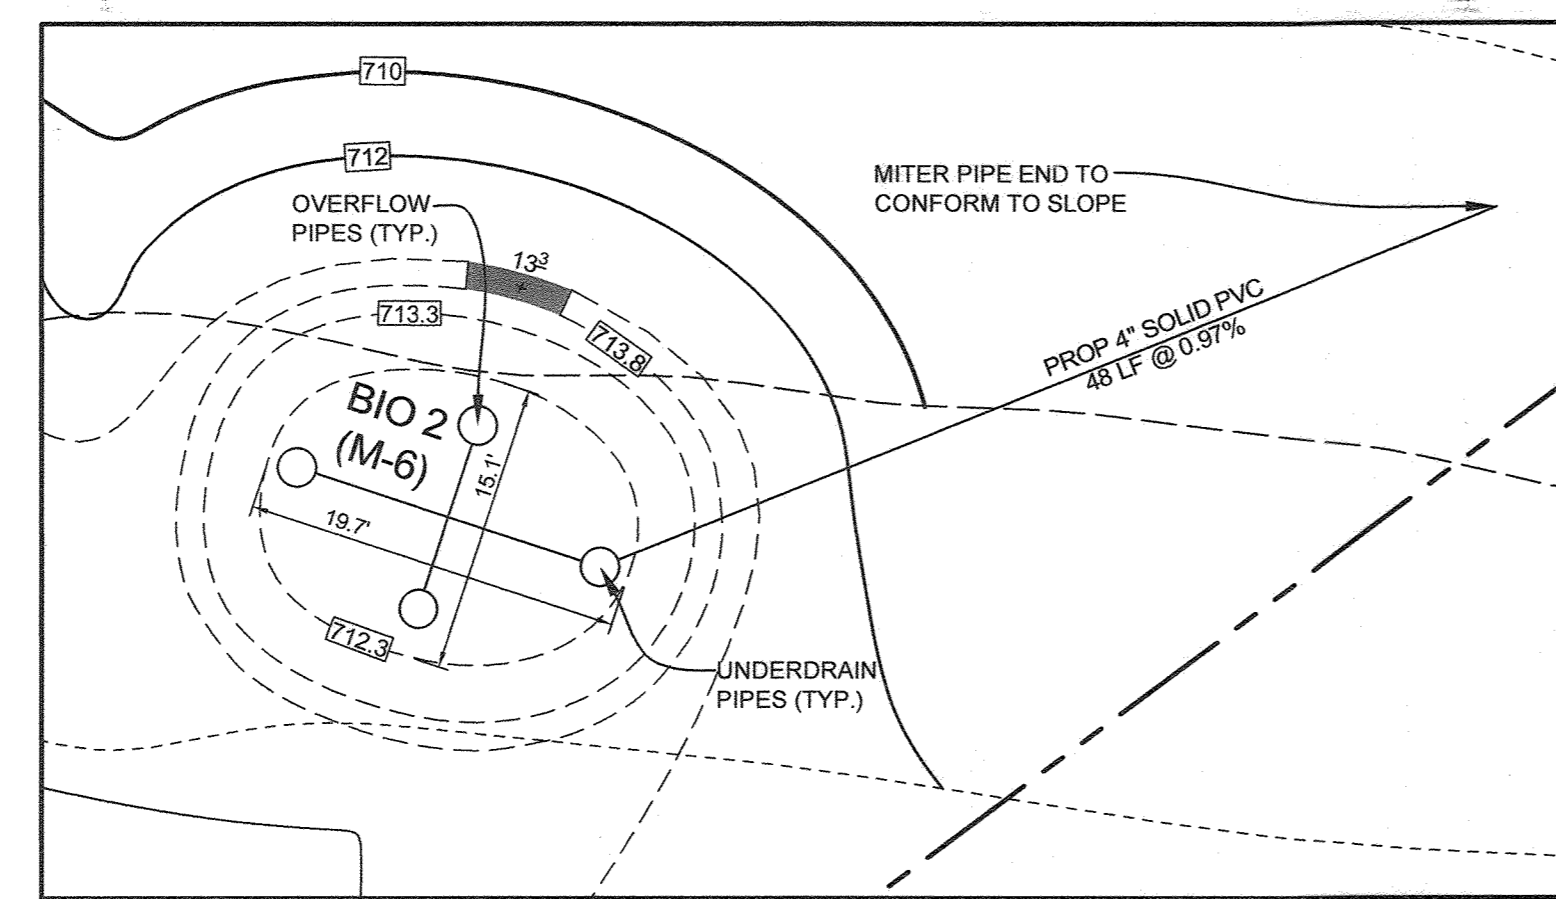 710
712
OVERFLOW
PIPES (TYP.)
MITER PIPE END TO
CONFORM TO SLOPE
13³
713.3
713.8
PROP 4" SOLID PVC
48 LF @ 0.97%
BIO 2
(M-6)
15.1'
19.7'
712.3
UNDERDRAIN
PIPES (TYP.)